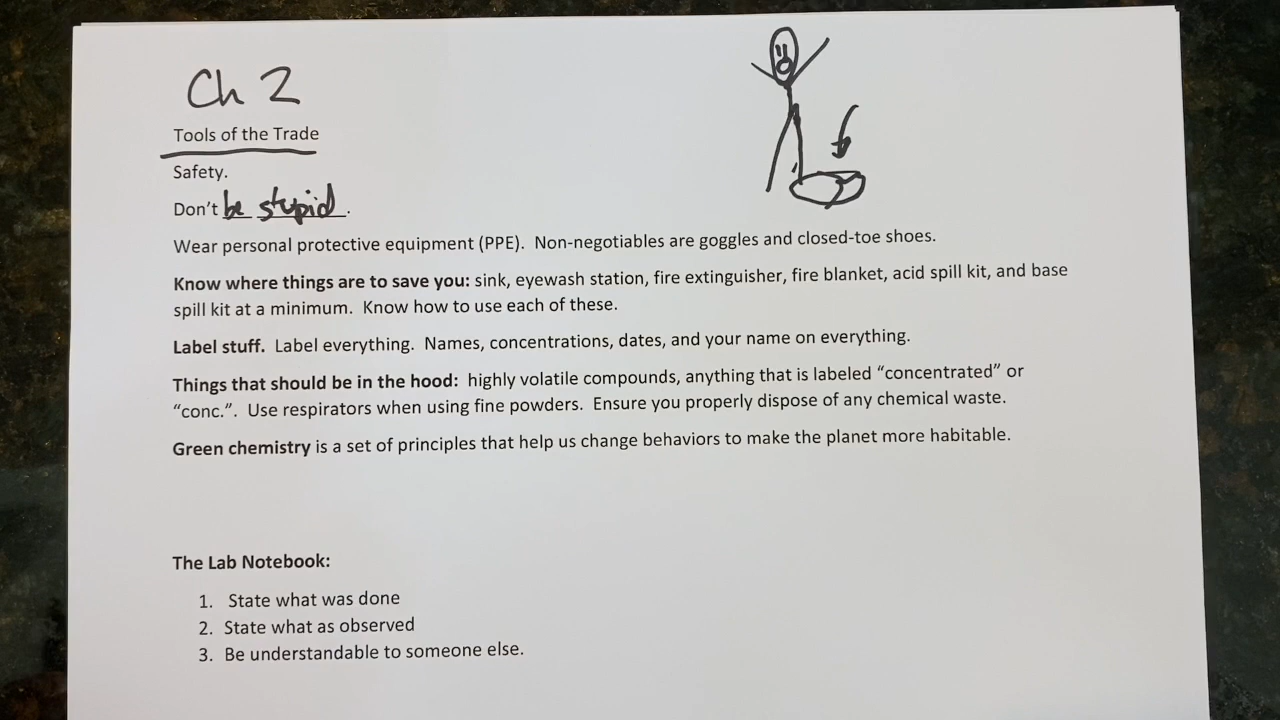 Ch 2
Tools of the Trade
Safety.
Don't be stupid.
Wear personal protective equipment (PPE).  Non-negotiables are goggles and closed-toe shoes.
Know where things are to save you: sink, eyewash station, fire extinguisher, fire blanket, acid spill kit, and base
spill kit at a minimum.  Know how to use each of these.
Label stuff.  Label everything.  Names, concentrations, dates, and your name on everything.
Things that should be in the hood:  highly volatile compounds, anything that is labeled “concentrated” or
“conc.”.  Use respirators when using fine powders.  Ensure you properly dispose of any chemical waste.
Green chemistry is a set of principles that help us change behaviors to make the planet more habitable.
The Lab Notebook:
1. State what was done
2. State what as observed
3. Be understandable to someone else.